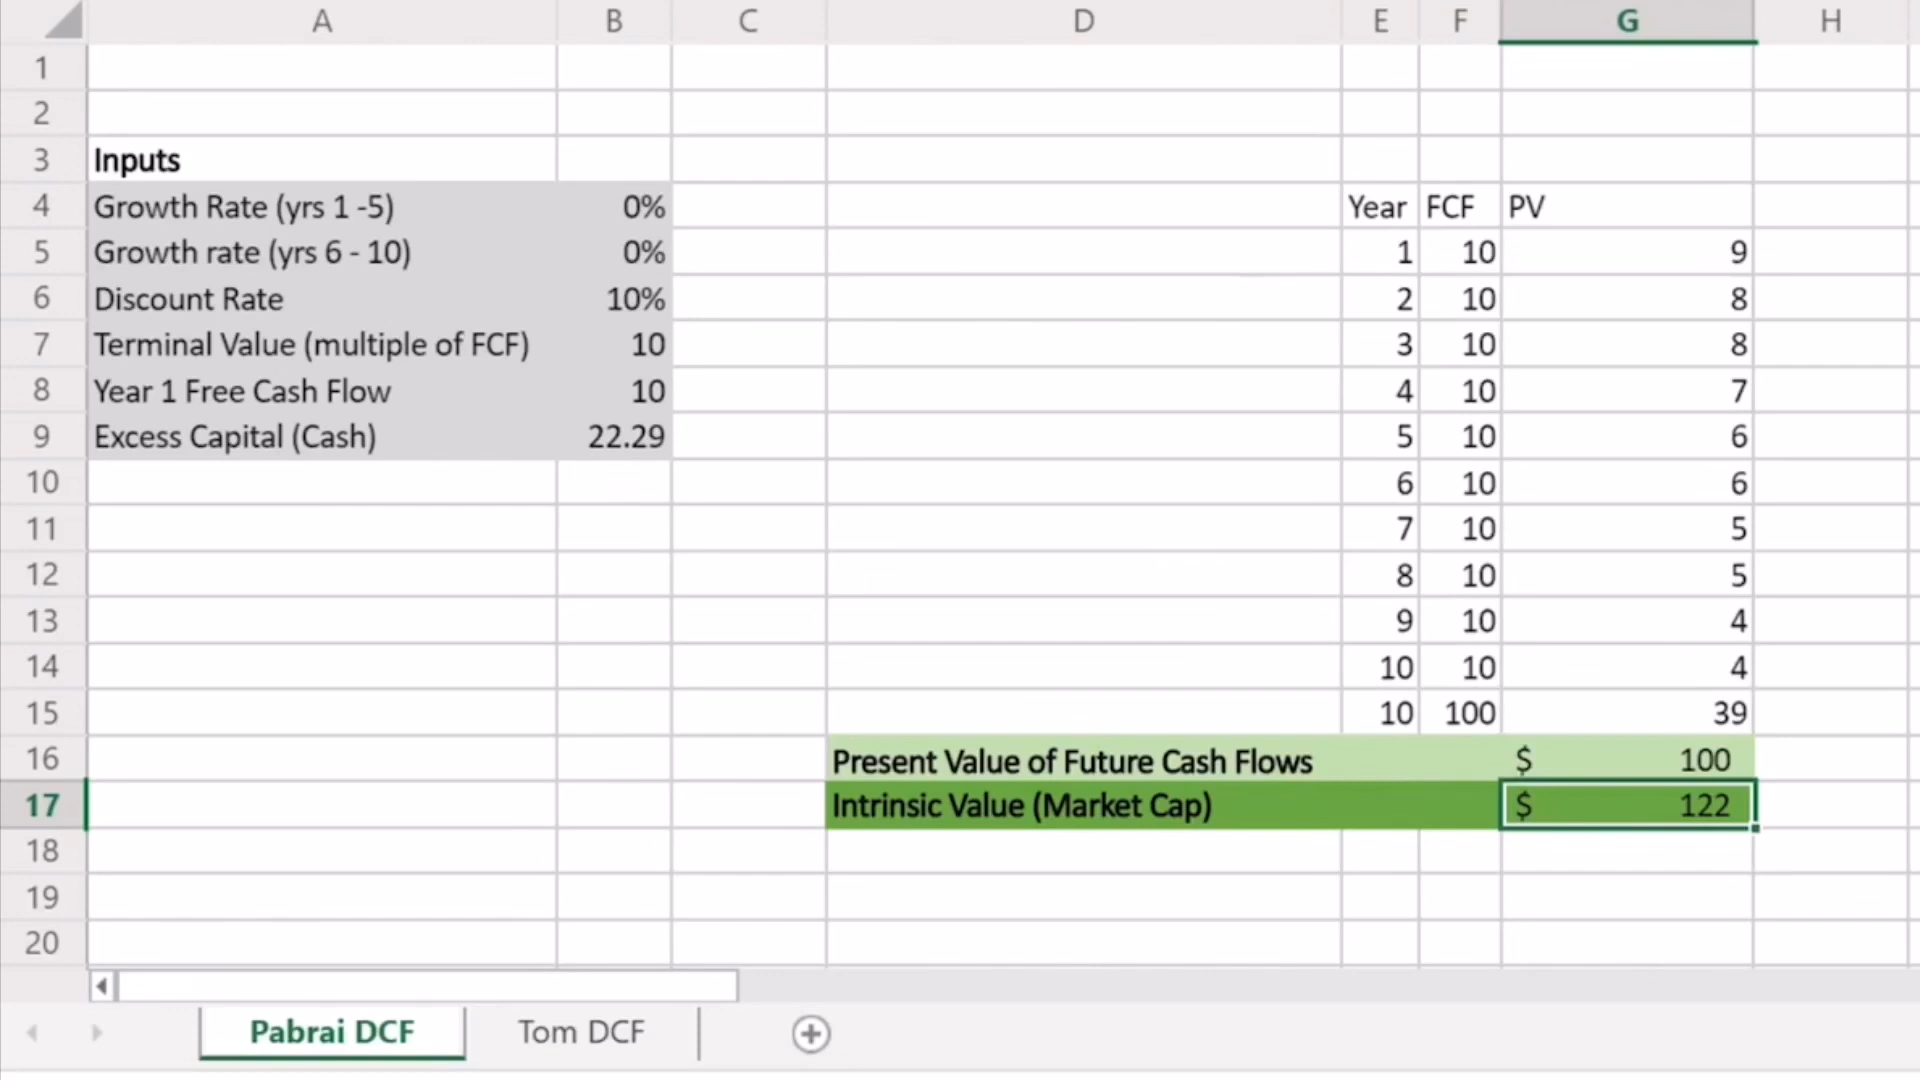 A B C D E F G H
1
2
3 Inputs
4 Growth Rate (yrs 1 -5) 0% Year FCF PV
5 Growth rate (yrs 6 - 10) 0% 1 10 9
6 Discount Rate 10% 2 10 8
7 Terminal Value (multiple of FCF) 10 3 10 8
8 Year 1 Free Cash Flow 10 4 10 7
9 Excess Capital (Cash) 22.29 5 10 6
10 6 10 6
11 7 10 5
12 8 10 5
13 9 10 4
14 10 10 4
15 10 100 39
16 Present Value of Future Cash Flows $ 100
17 Intrinsic Value (Market Cap) $ 122
18
19
20
Pabrai DCF Tom DCF